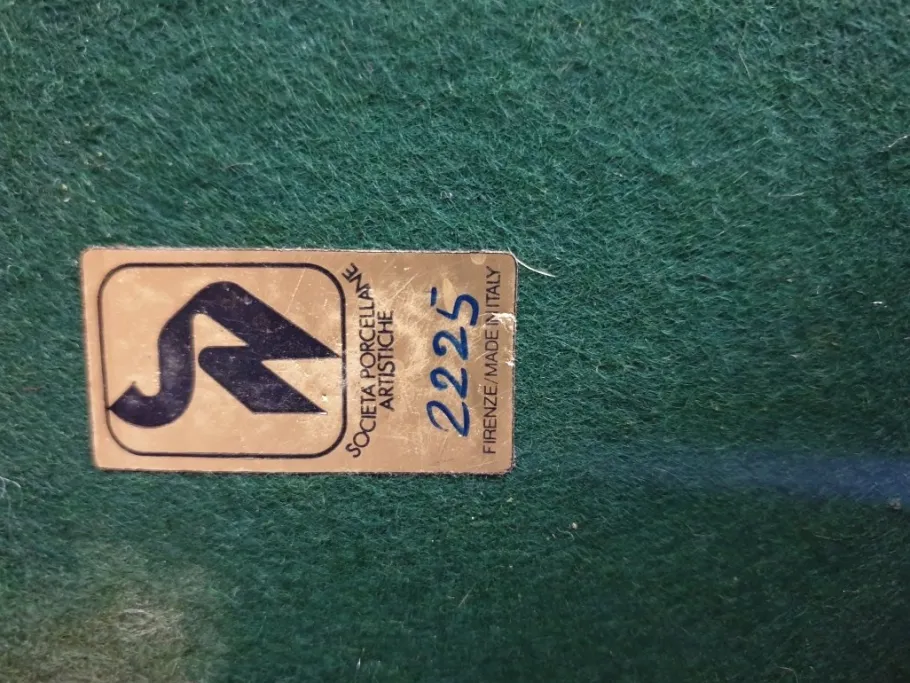 SOCIETA PORCELLANE
ARTISTICHE
2225
FIRENZE/MADE IN ITALY